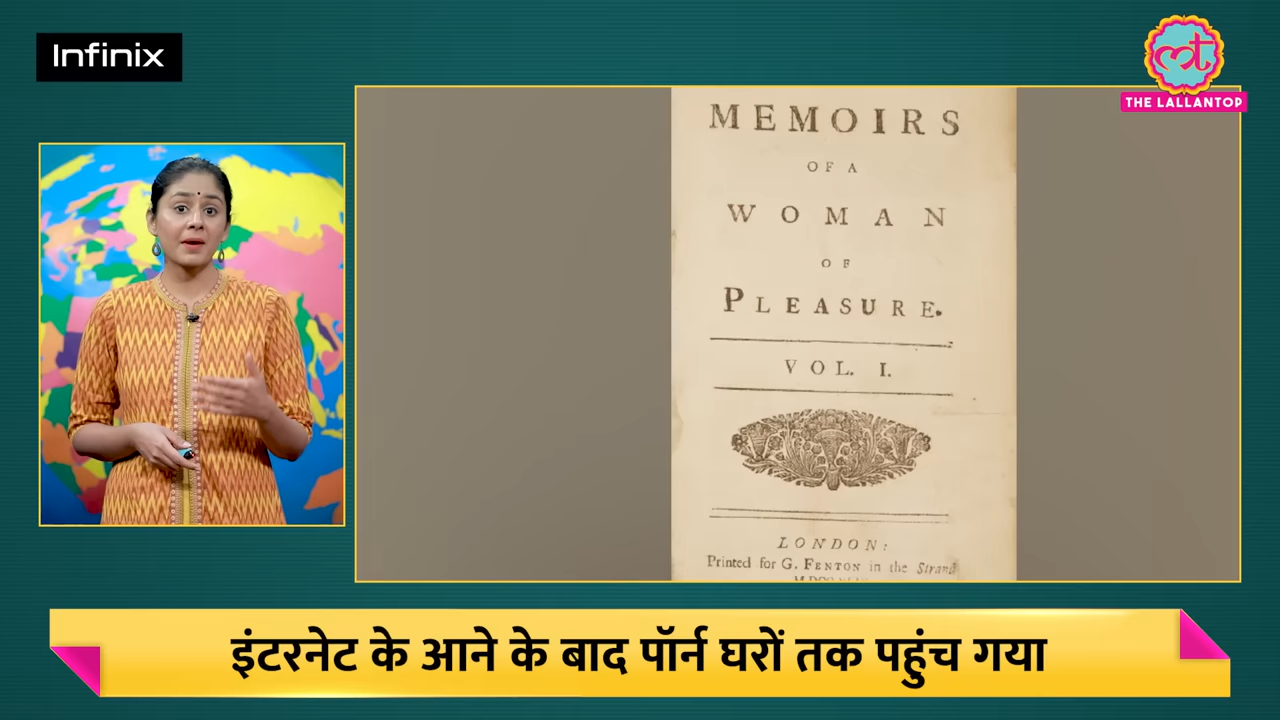 Infinix
THE LALLANTOP
MEMOIRS
OF A
WOMAN
OF
PLEASURE.
VOL. I.
LONDON:
Printed for G. FENTON in the Strand
इंटरनेट के आने के बाद पॉर्न घरों तक पहुंच गया